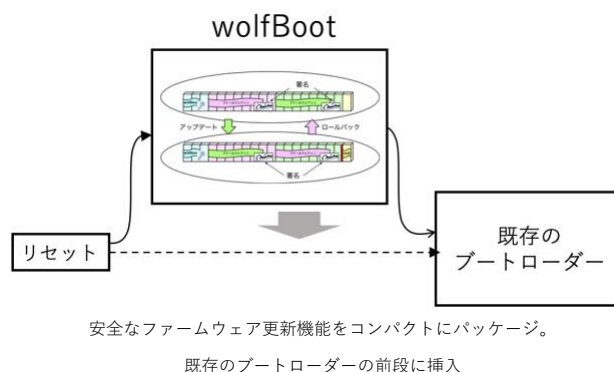 wolfBoot
署名
アップデート
ロールバック
署名
リセット
既存の
ブートローダー
安全なファームウェア更新機能をコンパクトにパッケージ。
既存のブートローダーの前段に挿入